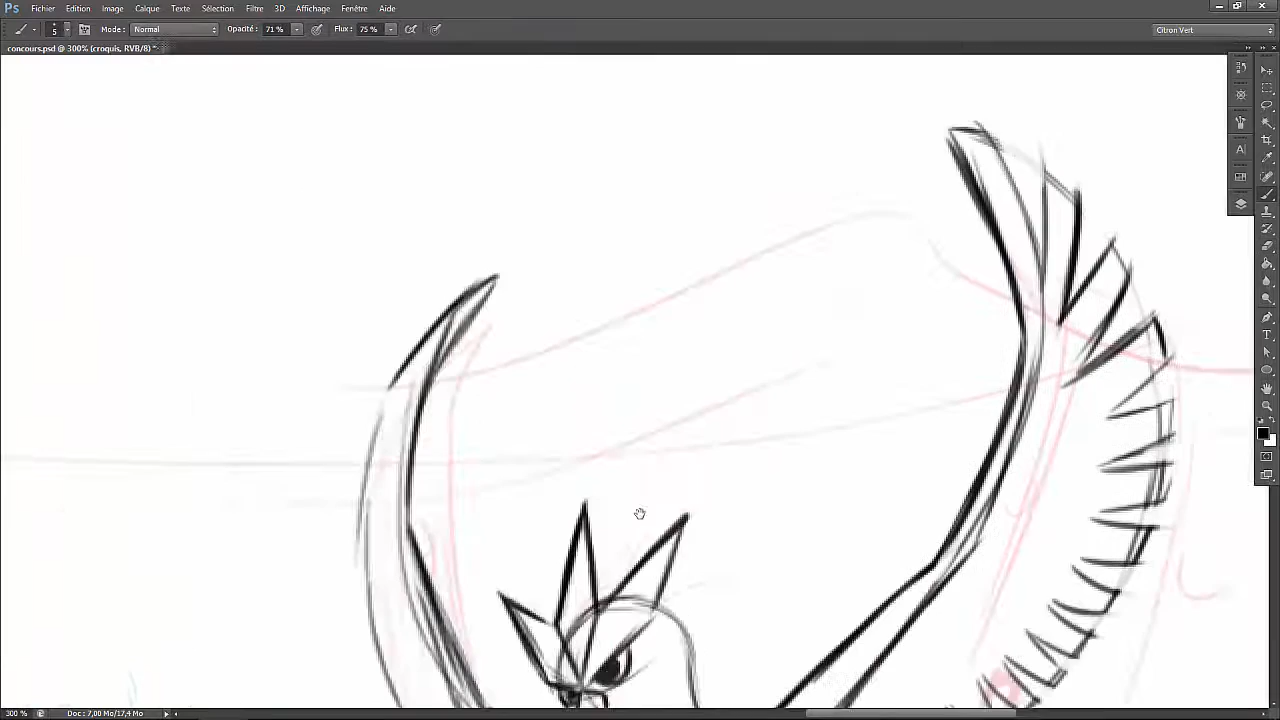 Ps Fichier Edition Image Calque Texte Sélection Filtre 3D Affichage Fenêtre Aide
5 Mode : Normal Opacité : 71 % Flux : 75 % Citron Vert
concours.psd @ 300% (croquis, RVB/8) *
300 % Doc : 7,00 Mo/17,4 Mo